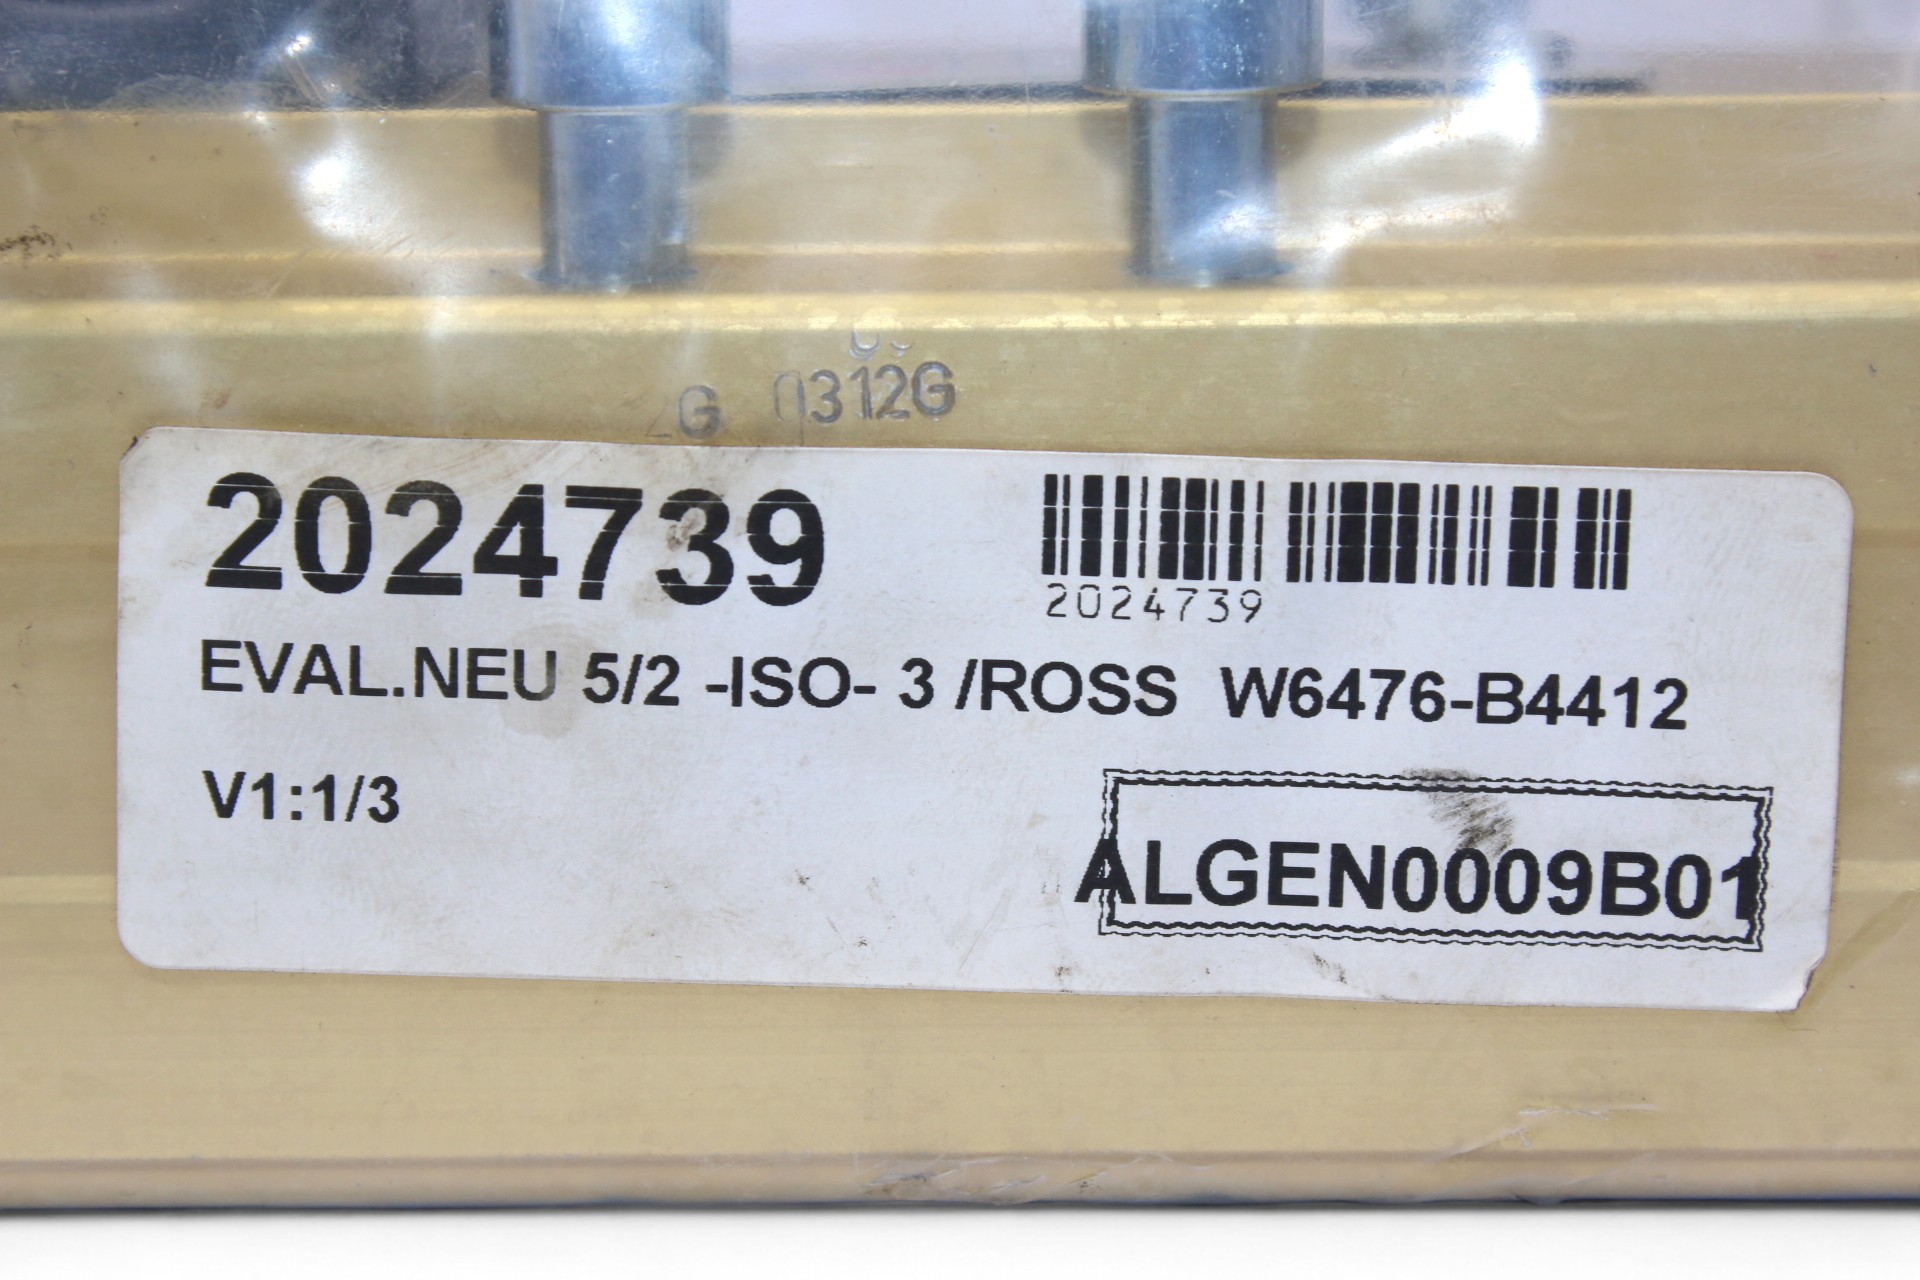 0312G
2024739
2024739
EVAL.NEU 5/2 -ISO- 3 /ROSS W6476-B4412
V1:1/3
ALGEN0009B01